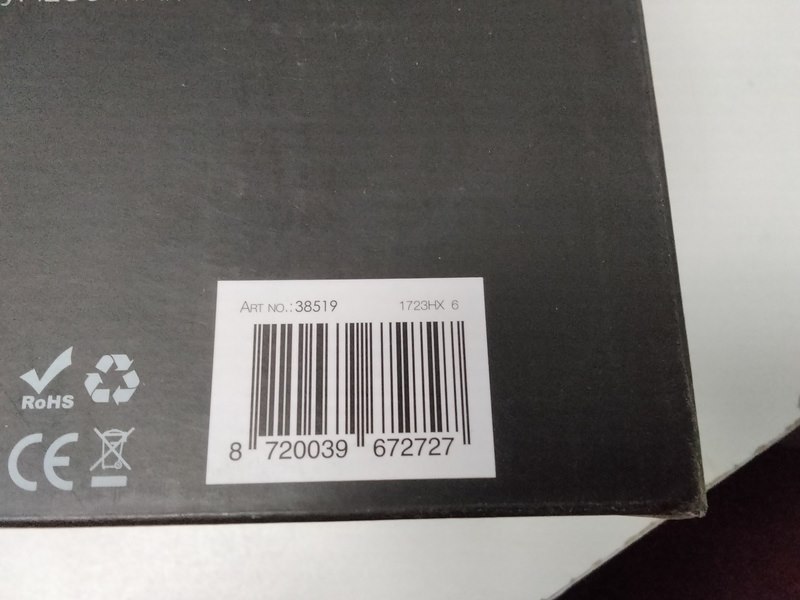 ART NO.: 38519 1723HX 6
8 720039 672727
RoHS
CE